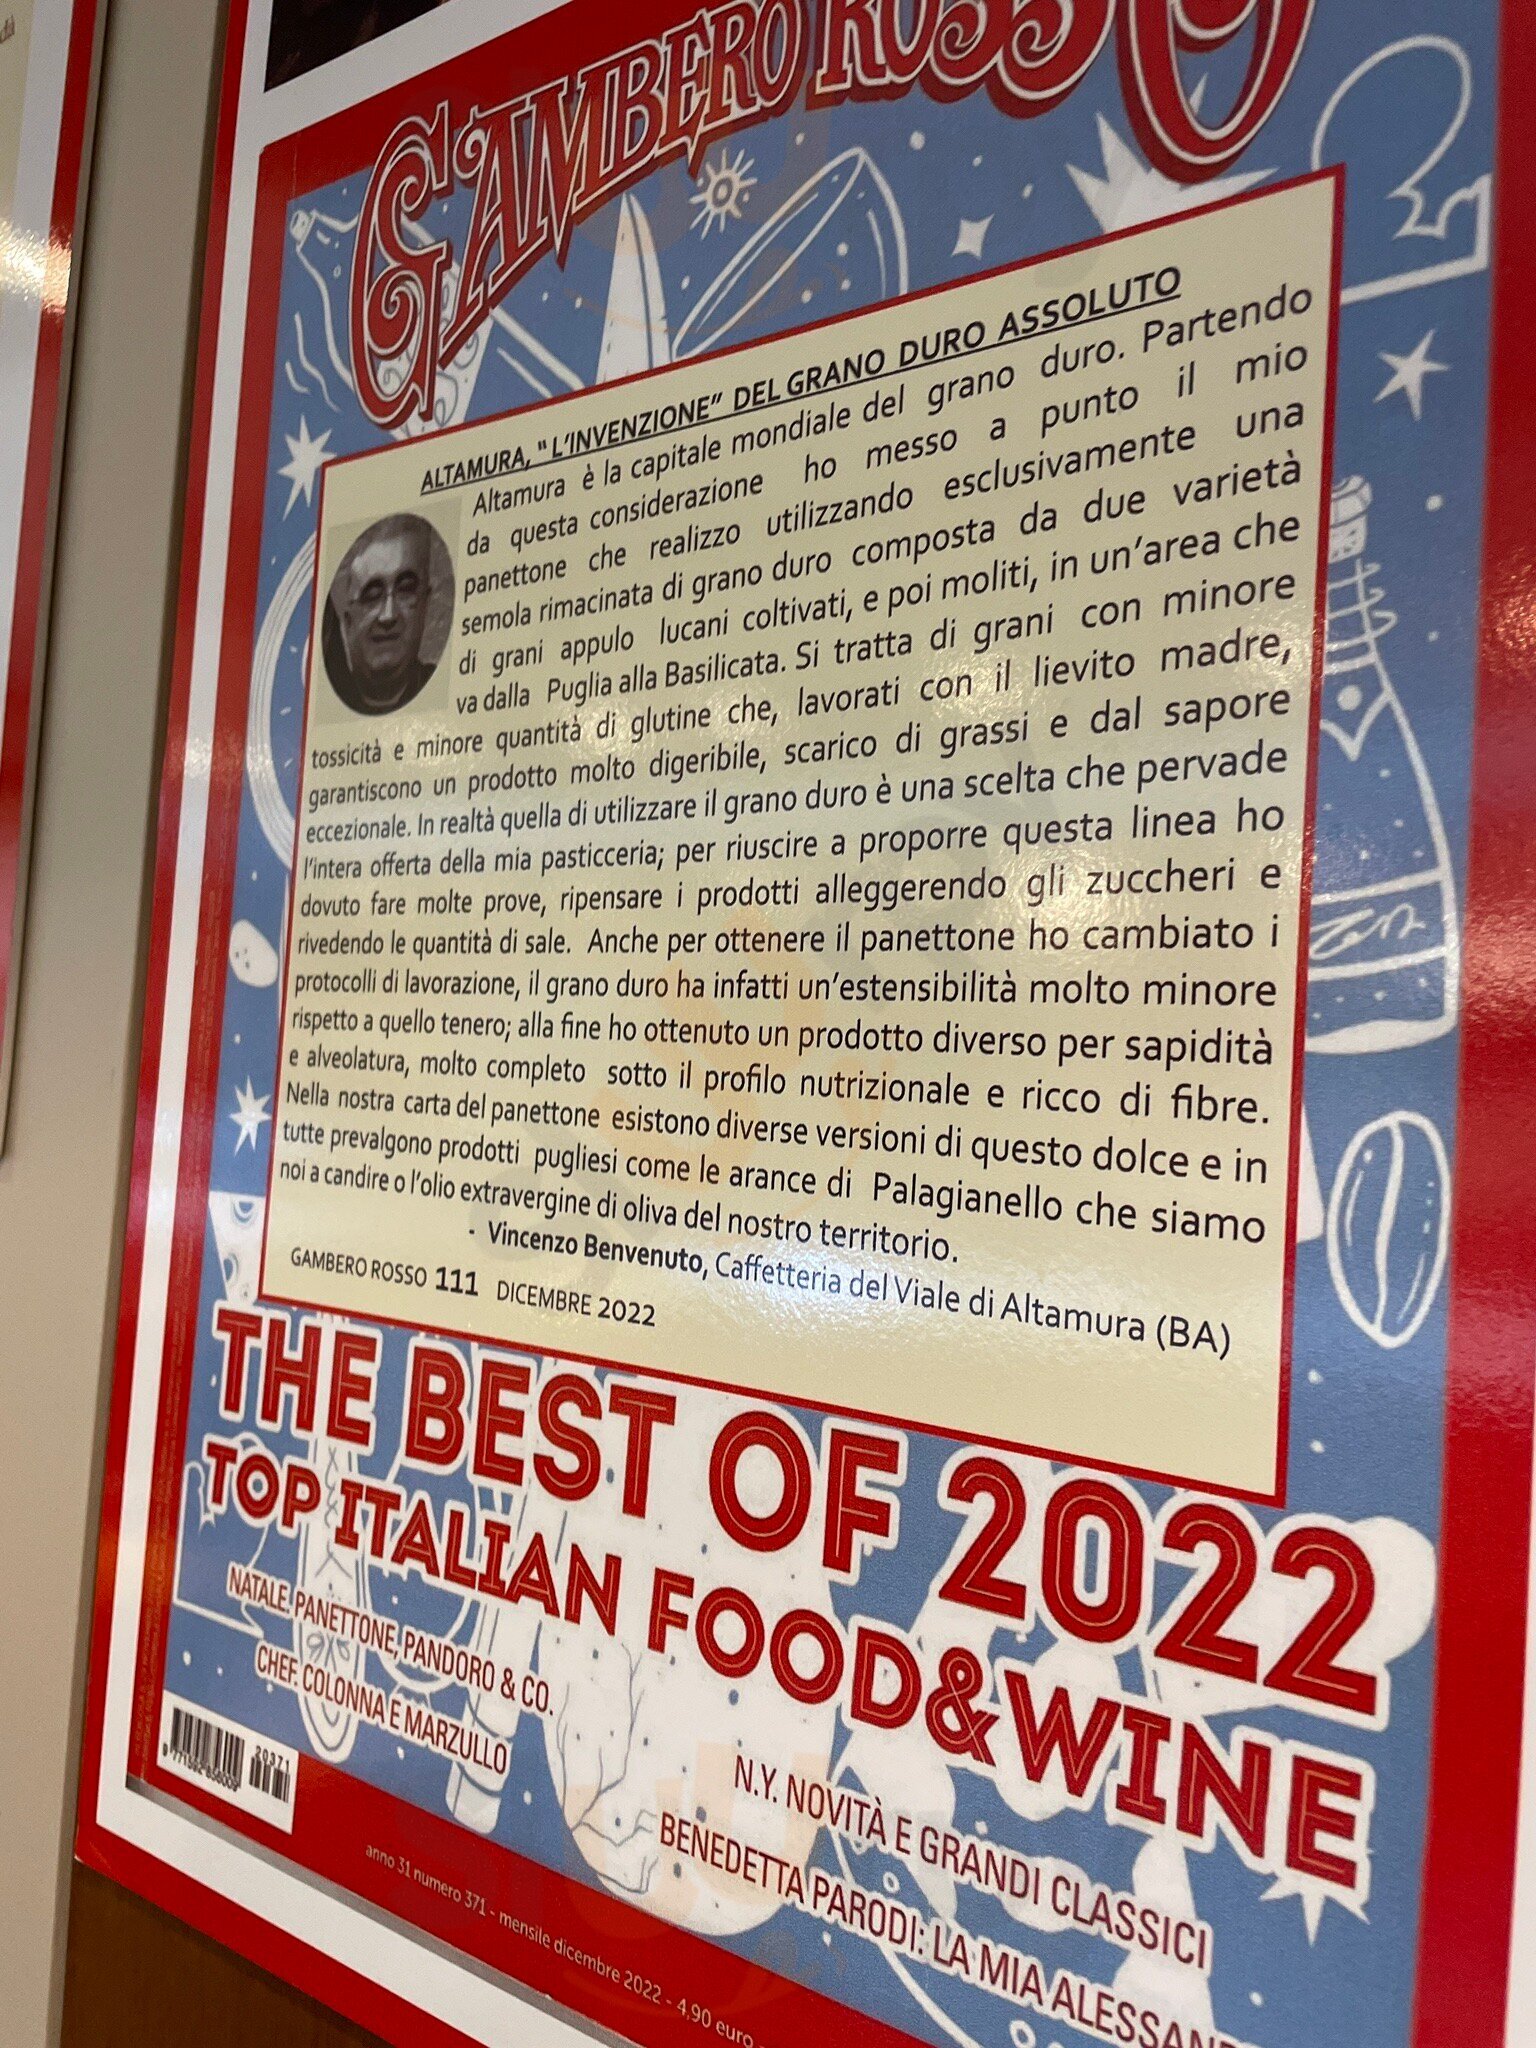 GAMBERO ROSSO
ALTAMURA, " L'INVENZIONE" DEL GRANO DURO ASSOLUTO
Altamura è la capitale mondiale del grano duro. Partendo
da questa considerazione ho messo a punto il mio
panettone che realizzo utilizzando esclusivamente una
semola rimacinata di grano duro composta da due varietà
di grani appulo lucani coltivati, e poi moliti, in un'area che
va dalla Puglia alla Basilicata. Si tratta di grani con minore
tossicità e minore quantità di glutine che, lavorati con il lievito madre,
garantiscono un prodotto molto digeribile, scarico di grassi e dal sapore
eccezionale. In realtà quella di utilizzare il grano duro è una scelta che pervade
l'intera offerta della mia pasticceria; per riuscire a proporre questa linea ho
dovuto fare molte prove, ripensare i prodotti alleggerendo gli zuccheri e
rivedendo le quantità di sale. Anche per ottenere il panettone ho cambiato i
protocolli di lavorazione, il grano duro ha infatti un'estensibilità molto minore
rispetto a quello tenero; alla fine ho ottenuto un prodotto diverso per sapidità
e alveolatura, molto completo sotto il profilo nutrizionale e ricco di fibre.
Nella nostra carta del panettone esistono diverse versioni di questo dolce e in
tutte prevalgono prodotti pugliesi come le arance di Palagianello che siamo
noi a candire o l'olio extravergine di oliva del nostro territorio.
- Vincenzo Benvenuto, Caffetteria del Viale di Altamura (BA)
GAMBERO ROSSO 111 DICEMBRE 2022
THE BEST OF 2022
TOP ITALIAN FOOD&WINE
NATALE. PANETTONE, PANDORO & CO.
CHEF. COLONNA E MARZULLO
N.Y. NOVITÀ E GRANDI CLASSICI
BENEDETTA PARODI: LA MIA ALESSAN
20371
anno 31 numero 371 - mensile dicembre 2022 - 4,90 euro